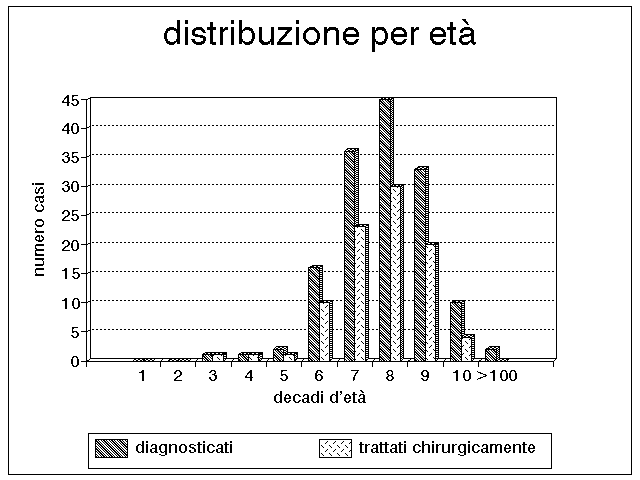 distribuzione per età
45
40
35
30
25
20
15
10
5
0
numero casi
1 2 3 4 5 6 7 8 9 10 >100
decadi d'età
diagnosticati trattati chirurgicamente